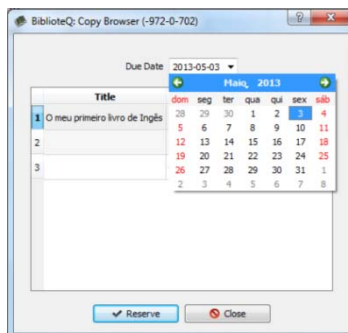 BiblioteQ: Copy Browser (-972-0-702)
Due Date 2013-05-03
Maio, 2013
dom seg ter qua qui sex sáb
28 29 30 1 2 3 4
5 6 7 8 9 10 11
12 13 14 15 16 17 18
19 20 21 22 23 24 25
26 27 28 29 30 31 1
2 3 4 5 6 7 8
Title
1 O meu primeiro livro de Ingês
2
3
Reserve Close